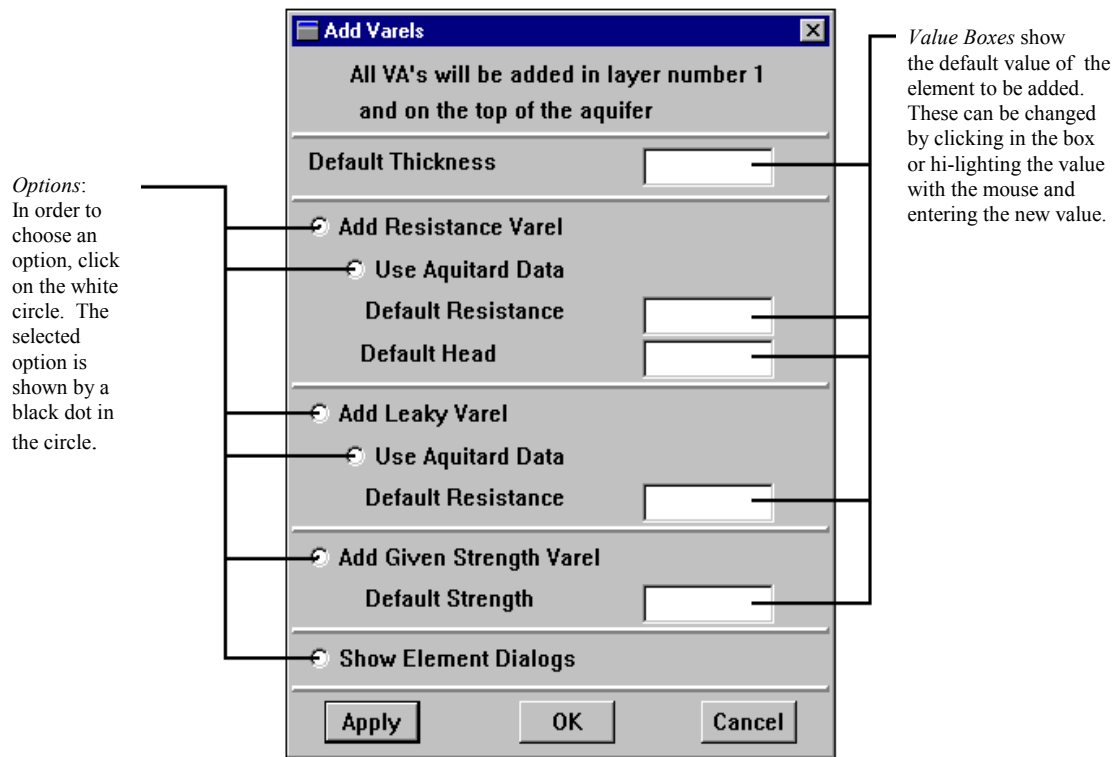 Add Varels
All VA's will be added in layer number 1
and on the top of the aquifer
Default Thickness
Add Resistance Varel
Use Aquitard Data
Default Resistance
Default Head
Add Leaky Varel
Use Aquitard Data
Default Resistance
Add Given Strength Varel
Default Strength
Show Element Dialogs
Apply OK Cancel
Options:
In order to
choose an
option, click
on the white
circle. The
selected
option is
shown by a
black dot in
the circle.
Value Boxes show
the default value of the
element to be added.
These can be changed
by clicking in the box
or hi-lighting the value
with the mouse and
entering the new value.